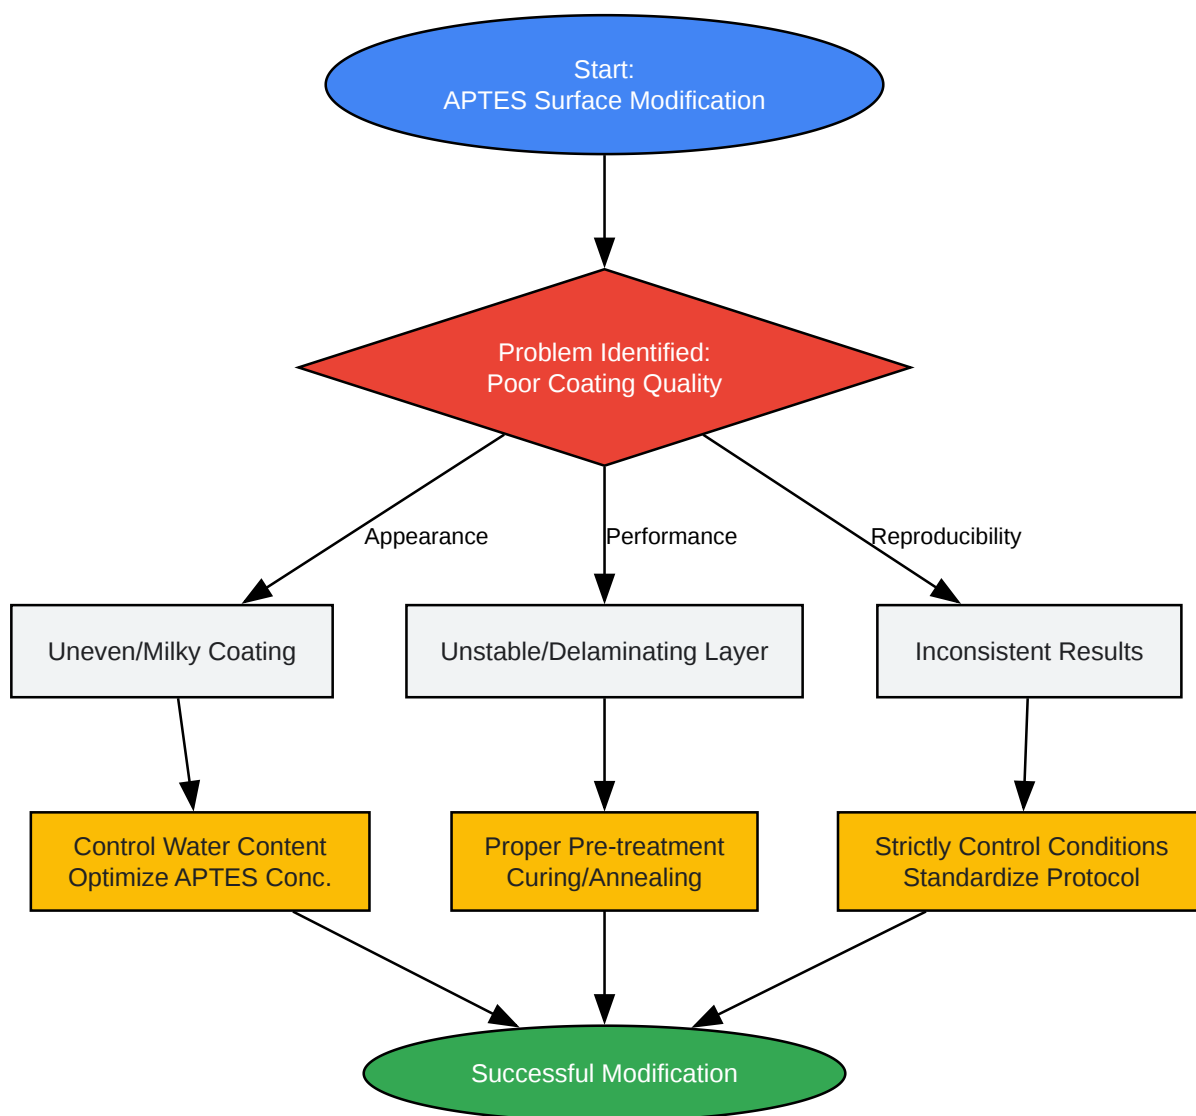 Start:
APTES Surface Modification
Problem Identified:
Poor Coating Quality
Appearance
Performance
Reproducibility
Uneven/Milky Coating
Unstable/Delaminating Layer
Inconsistent Results
Control Water Content
Optimize APTES Conc.
Proper Pre-treatment
Curing/Annealing
Strictly Control Conditions
Standardize Protocol
Successful Modification